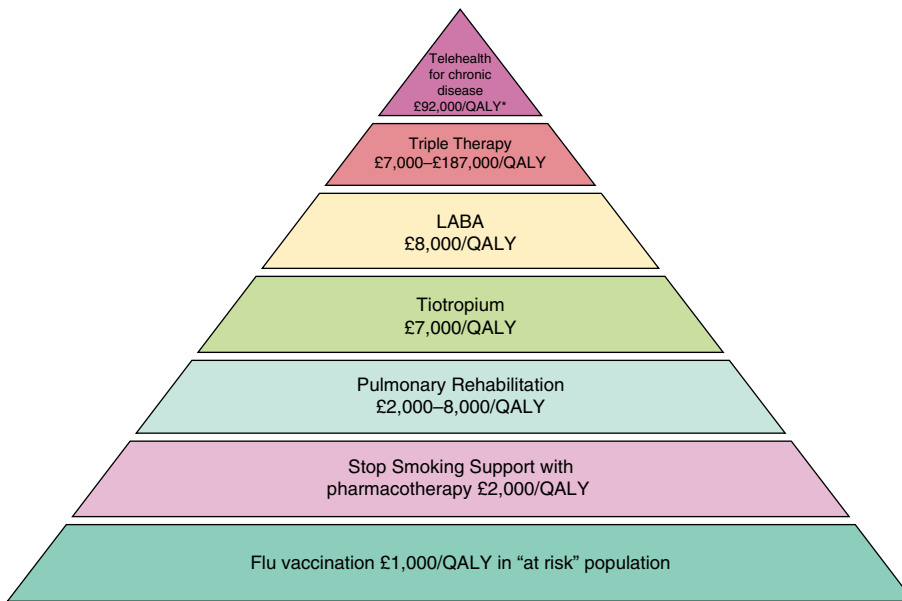 Telehealth
for chronic
disease
£92,000/QALY*
Triple Therapy
£7,000–£187,000/QALY
LABA
£8,000/QALY
Tiotropium
£7,000/QALY
Pulmonary Rehabilitation
£2,000–8,000/QALY
Stop Smoking Support with
pharmacotherapy £2,000/QALY
Flu vaccination £1,000/QALY in “at risk” population